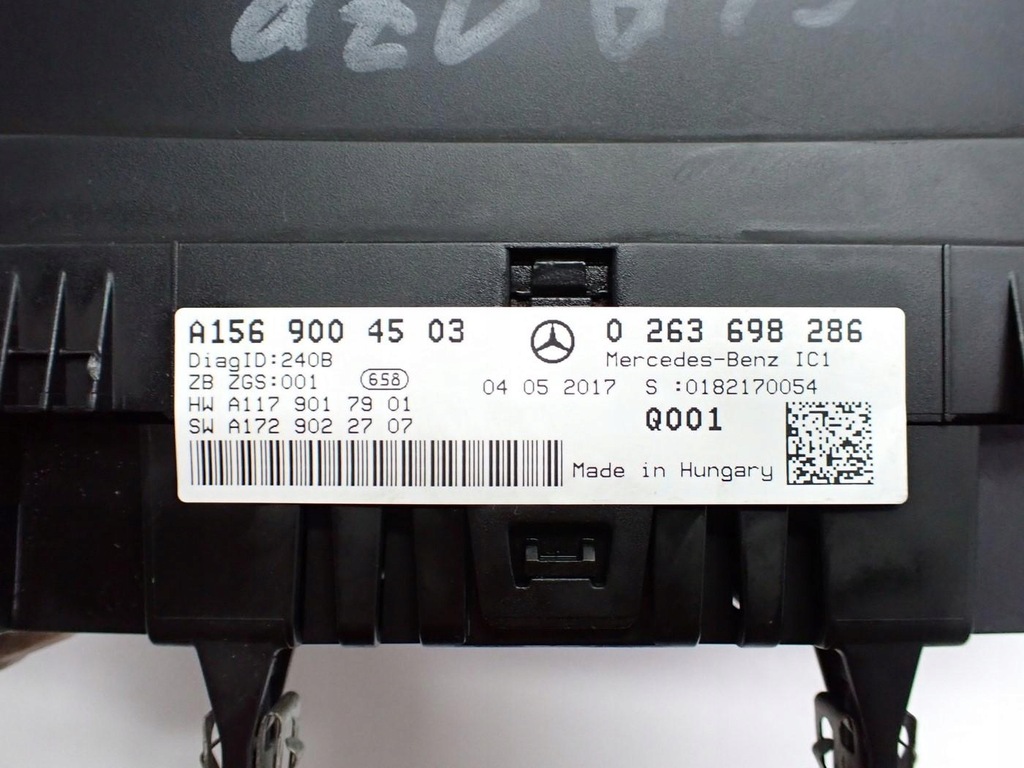 A156 900 45 03
0 263 698 286
DiagID:240B
Mercedes-Benz IC1
ZB ZGS:001 658
04 05 2017 S :0182170054
HW A117 901 79 01
SW A172 902 27 07
Q001
Made in Hungary